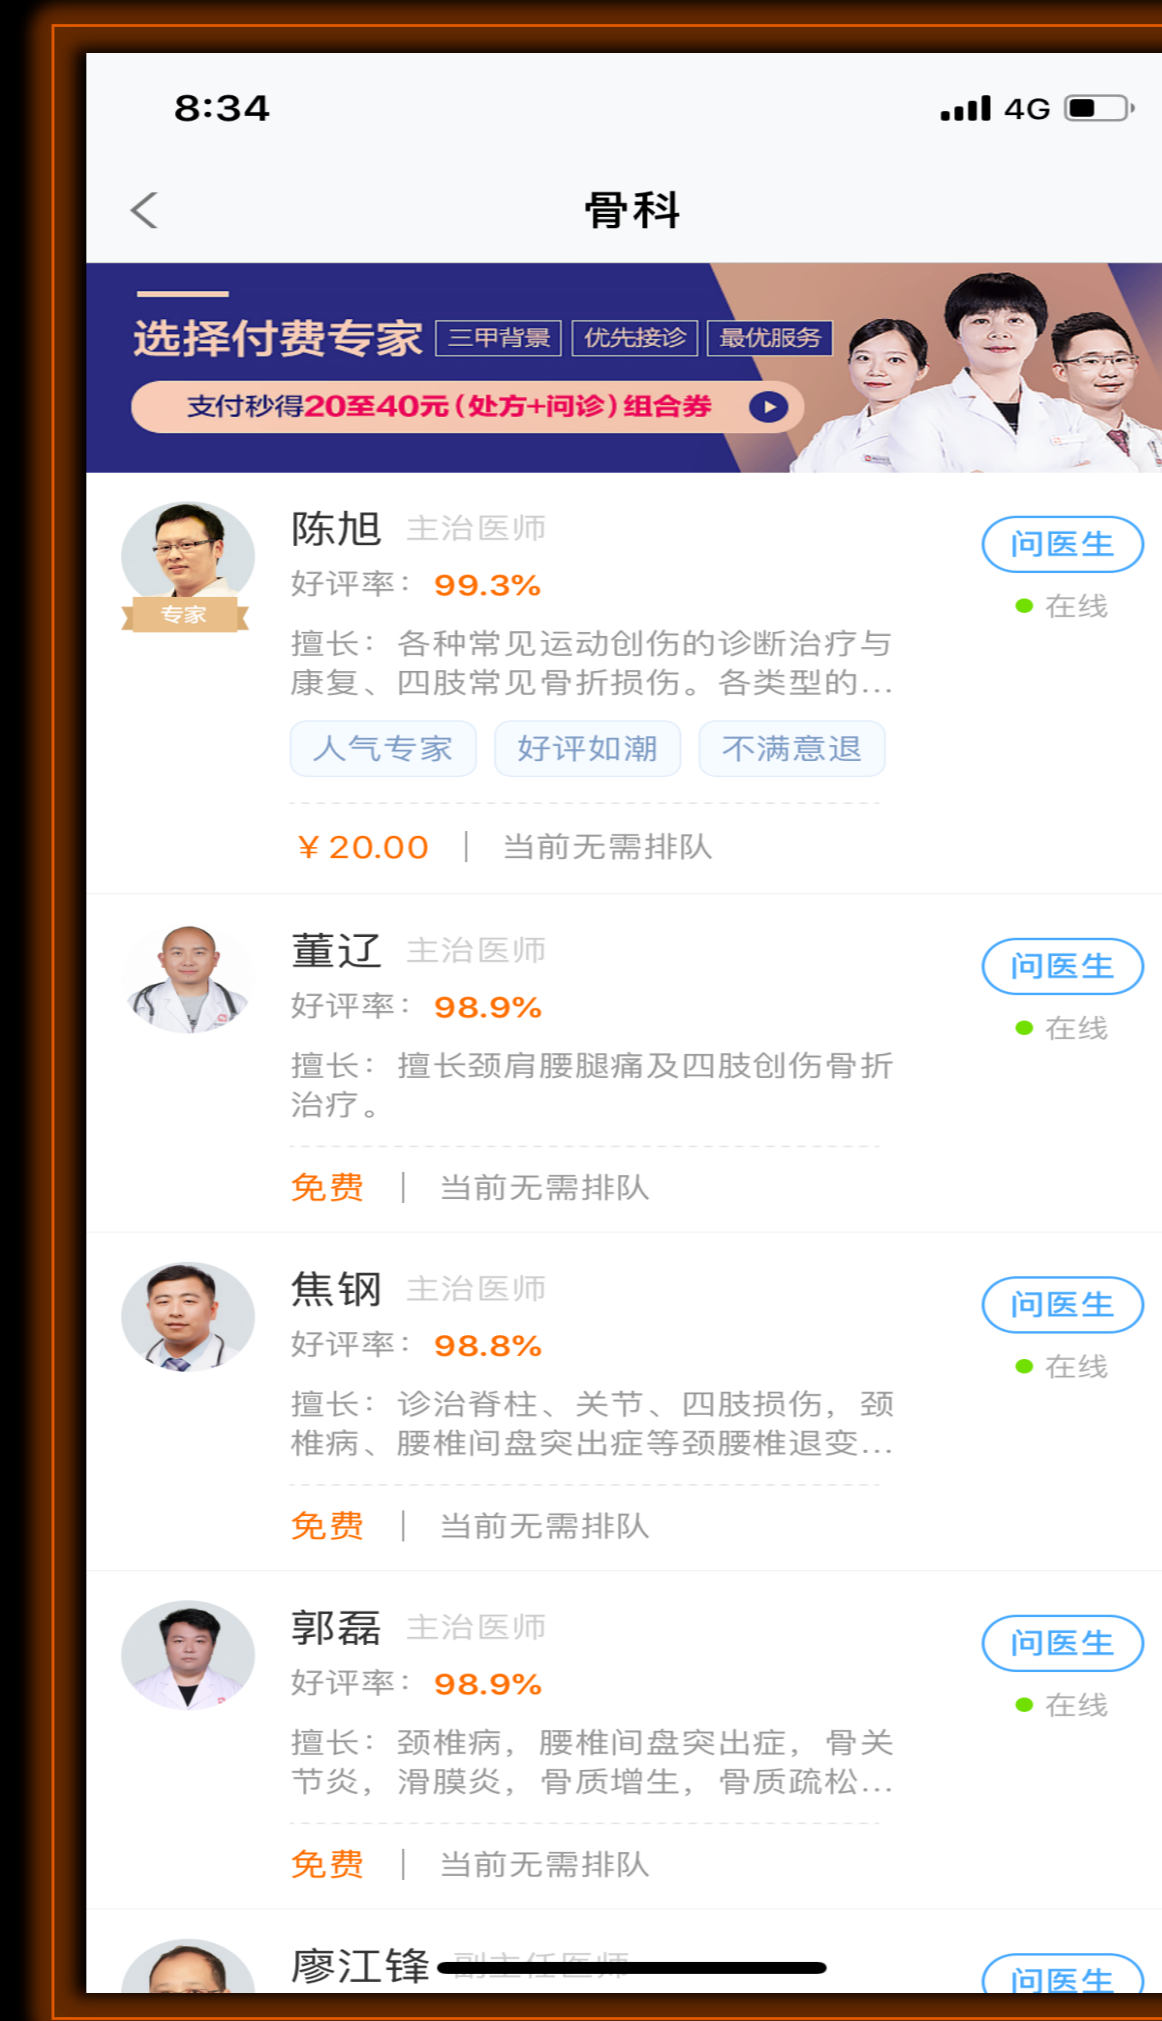 8:34
4G
骨科
选择付费专家 三甲背景 优先接诊 最优服务
支付秒得20至40元(处方+问诊)组合券
陈旭 主治医师
问医生
好评率：99.3%
在线
专家
擅长：各种常见运动创伤的诊断治疗与
康复、四肢常见骨折损伤。各类型的...
人气专家 好评如潮 不满意退
￥20.00 | 当前无需排队
董辽 主治医师
问医生
好评率：98.9%
在线
擅长：擅长颈肩腰腿痛及四肢创伤骨折
治疗。
免费 | 当前无需排队
焦钢 主治医师
问医生
好评率：98.8%
在线
擅长：诊治脊柱、关节、四肢损伤，颈
椎病、腰椎间盘突出症等颈腰椎退变...
免费 | 当前无需排队
郭磊 主治医师
问医生
好评率：98.9%
在线
擅长：颈椎病，腰椎间盘突出症，骨关
节炎，滑膜炎，骨质增生，骨质疏松...
免费 | 当前无需排队
廖江锋 副主任医师
问医生